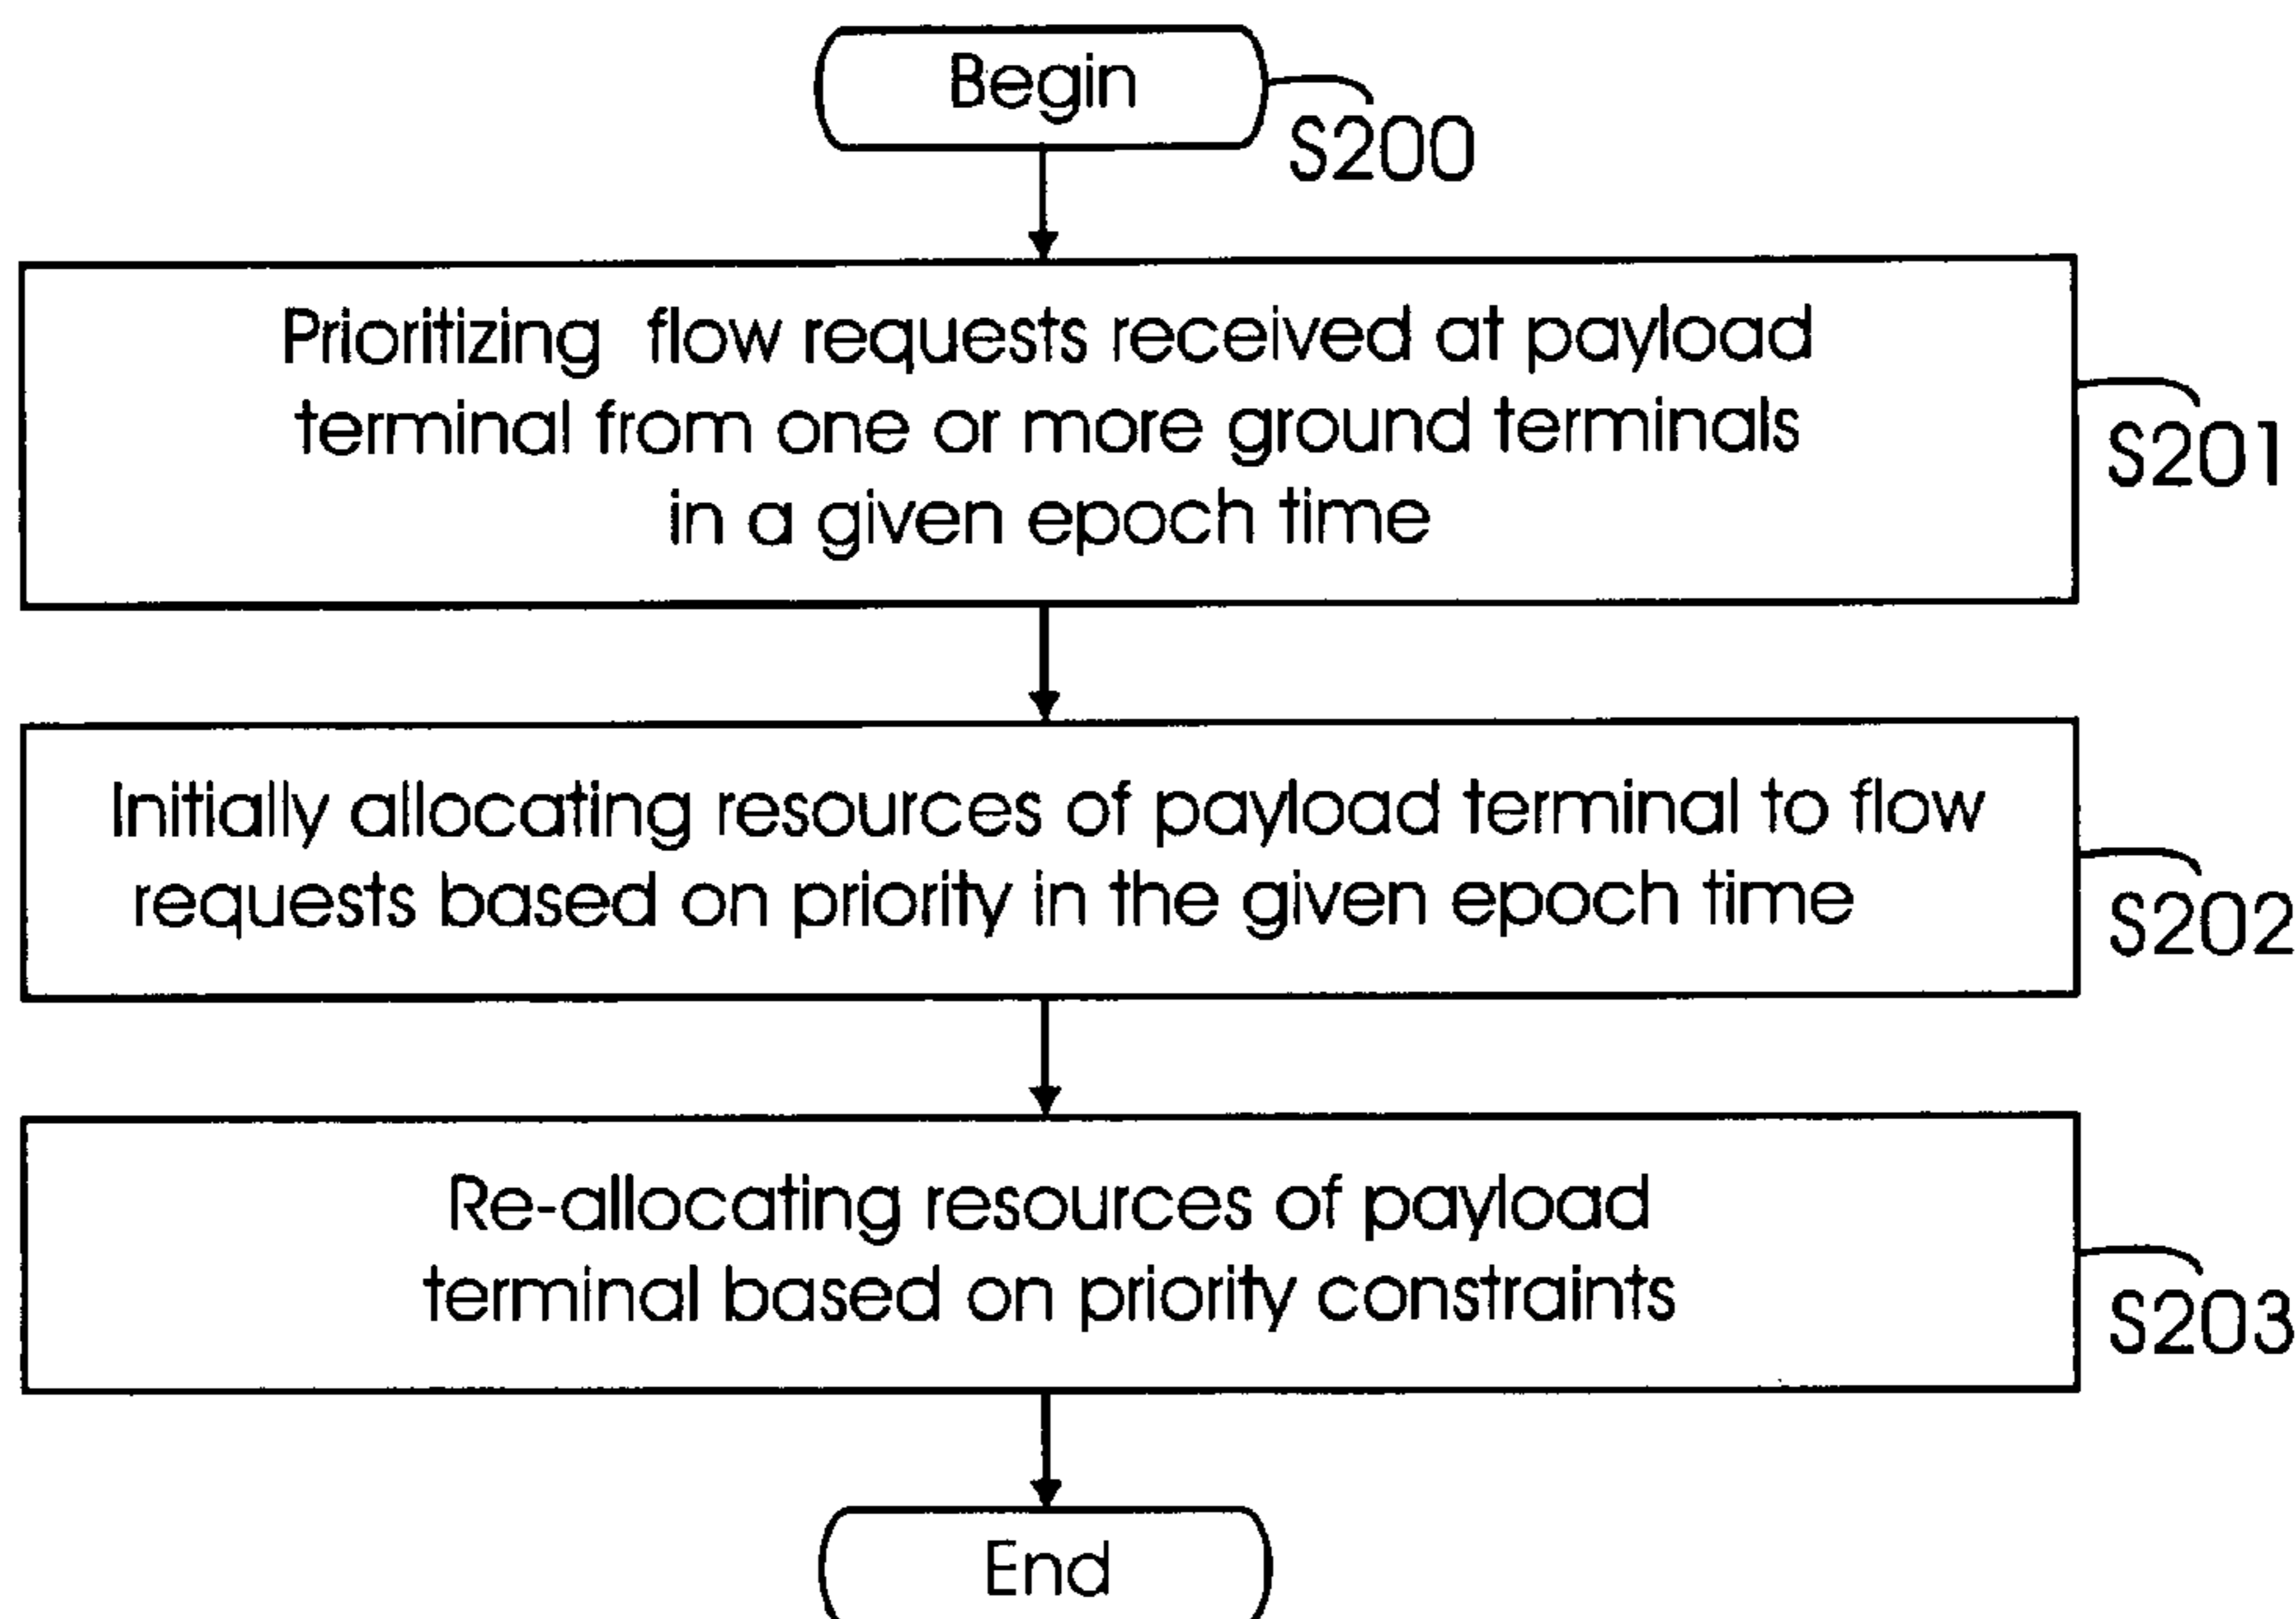 Begin
S200
Prioritizing flow requests received at payload
terminal from one or more ground terminals
in a given epoch time
S201
Initially allocating resources of payload terminal to flow
requests based on priority in the given epoch time
S202
Re-allocating resources of payload
terminal based on priority constraints
S203
End